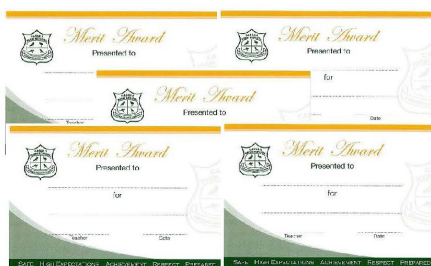 Merit Award
Presented to
Teacher
Merit Award
Presented to
for
Date
Merit Award
Presented to
Merit Award
Presented to
for
Teacher Date
SAFE HIGH EXPECTATIONS ACHIEVEMENT RESPECT PREPARED
Merit Award
Presented to
for
Teacher Date
SAFE HIGH EXPECTATIONS ACHIEVEMENT RESPECT PREPARED